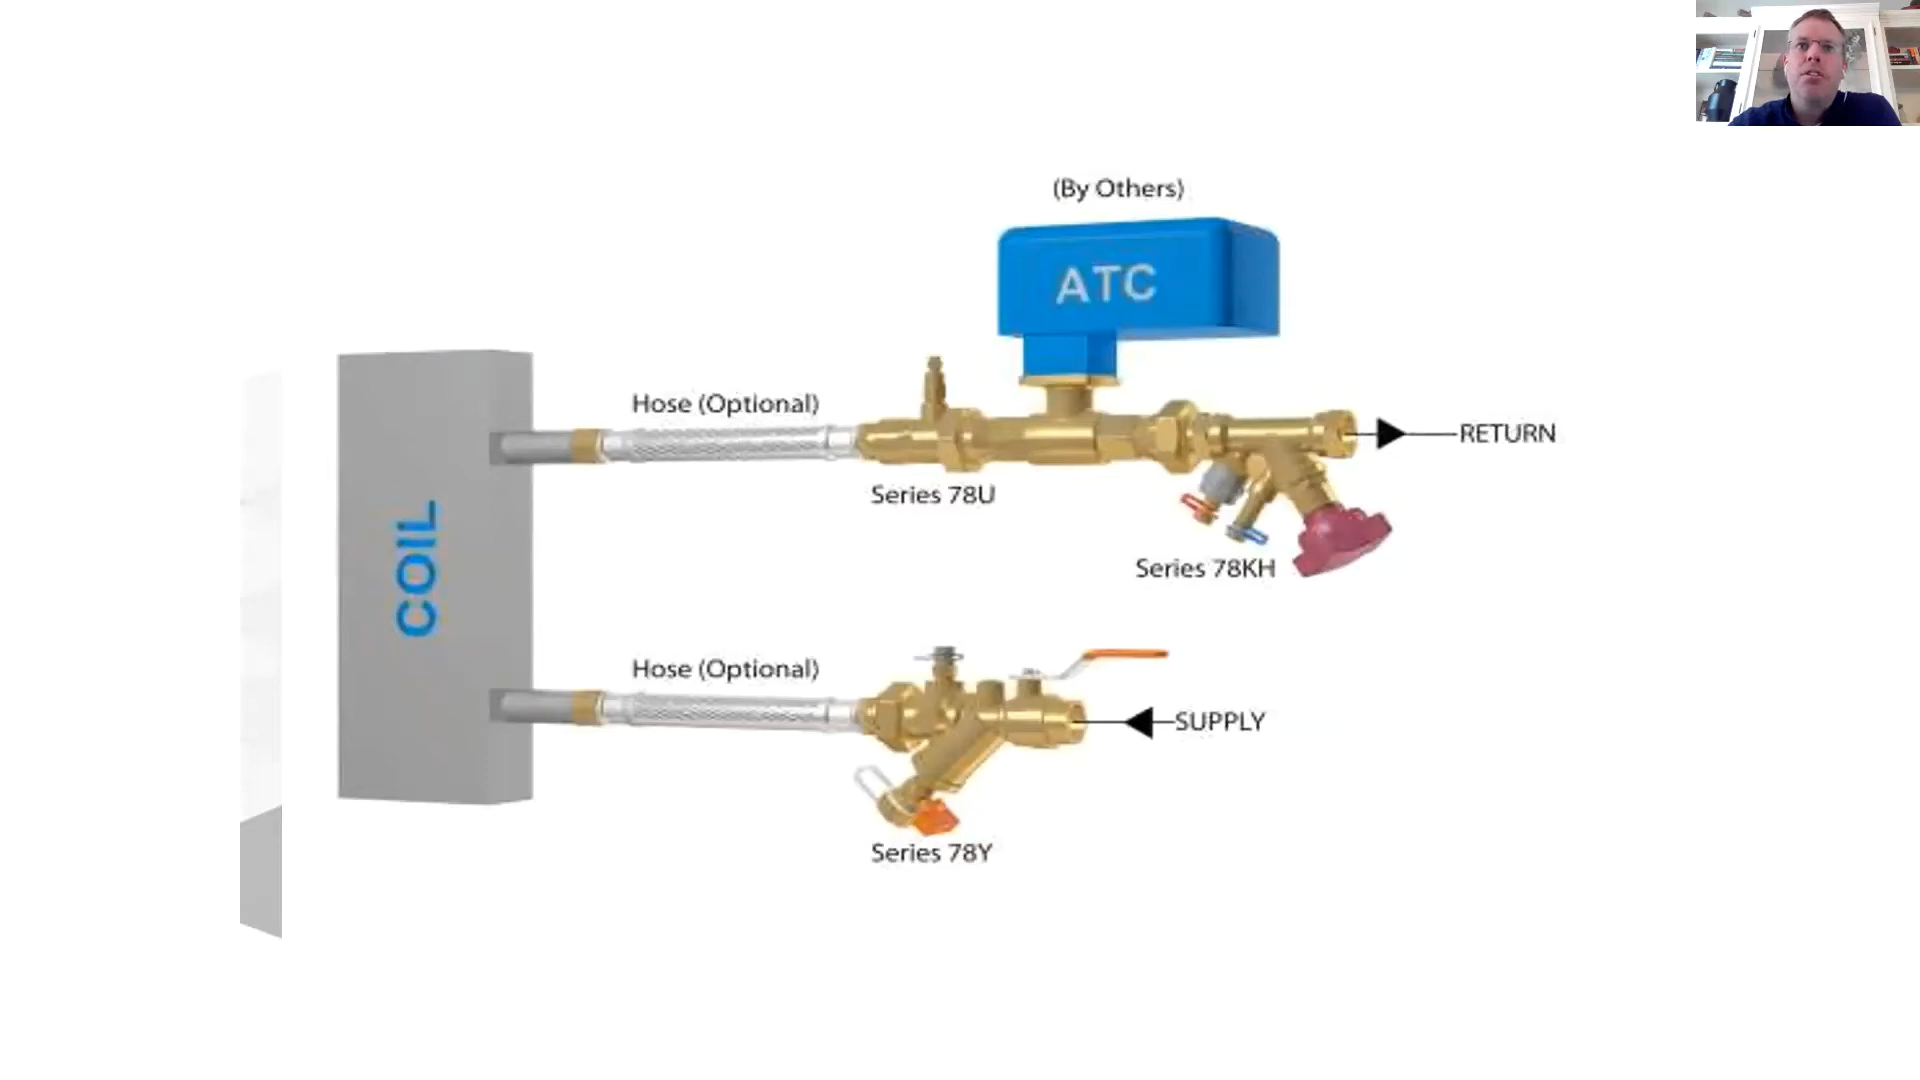 (By Others)
ATC
Hose (Optional)
RETURN
Series 78U
COIL
Series 78KH
Hose (Optional)
SUPPLY
Series 78Y